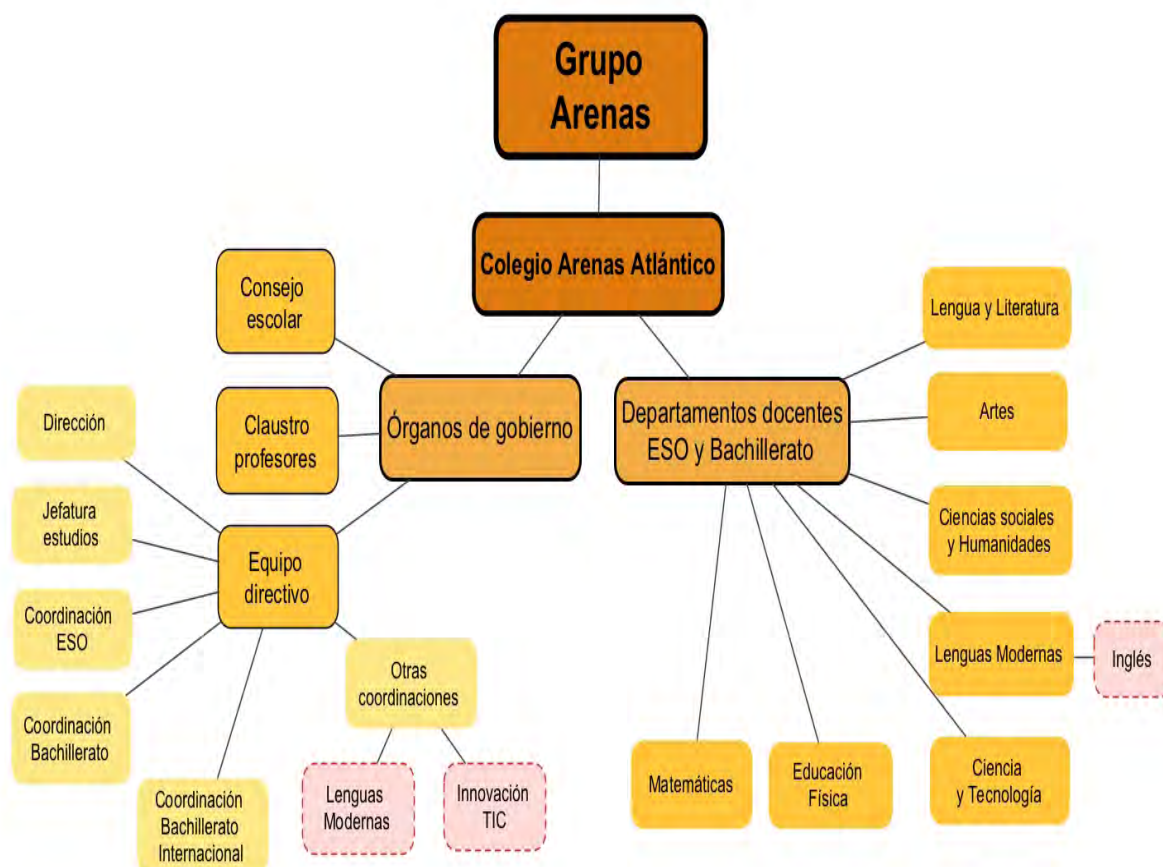 Grupo
Arenas
Colegio Arenas Atlántico
Consejo
escolar
Claustro
profesores
Órganos de gobierno
Departamentos docentes
ESO y Bachillerato
Lengua y Literatura
Artes
Ciencias sociales
y Humanidades
Lenguas Modernas
Inglés
Ciencia
y Tecnología
Educación
Física
Matemáticas
Equipo
directivo
Dirección
Jefatura
estudios
Coordinación
ESO
Coordinación
Bachillerato
Coordinación
Bachillerato
Internacional
Otras
coordinaciones
Lenguas
Modernas
Innovación
TIC